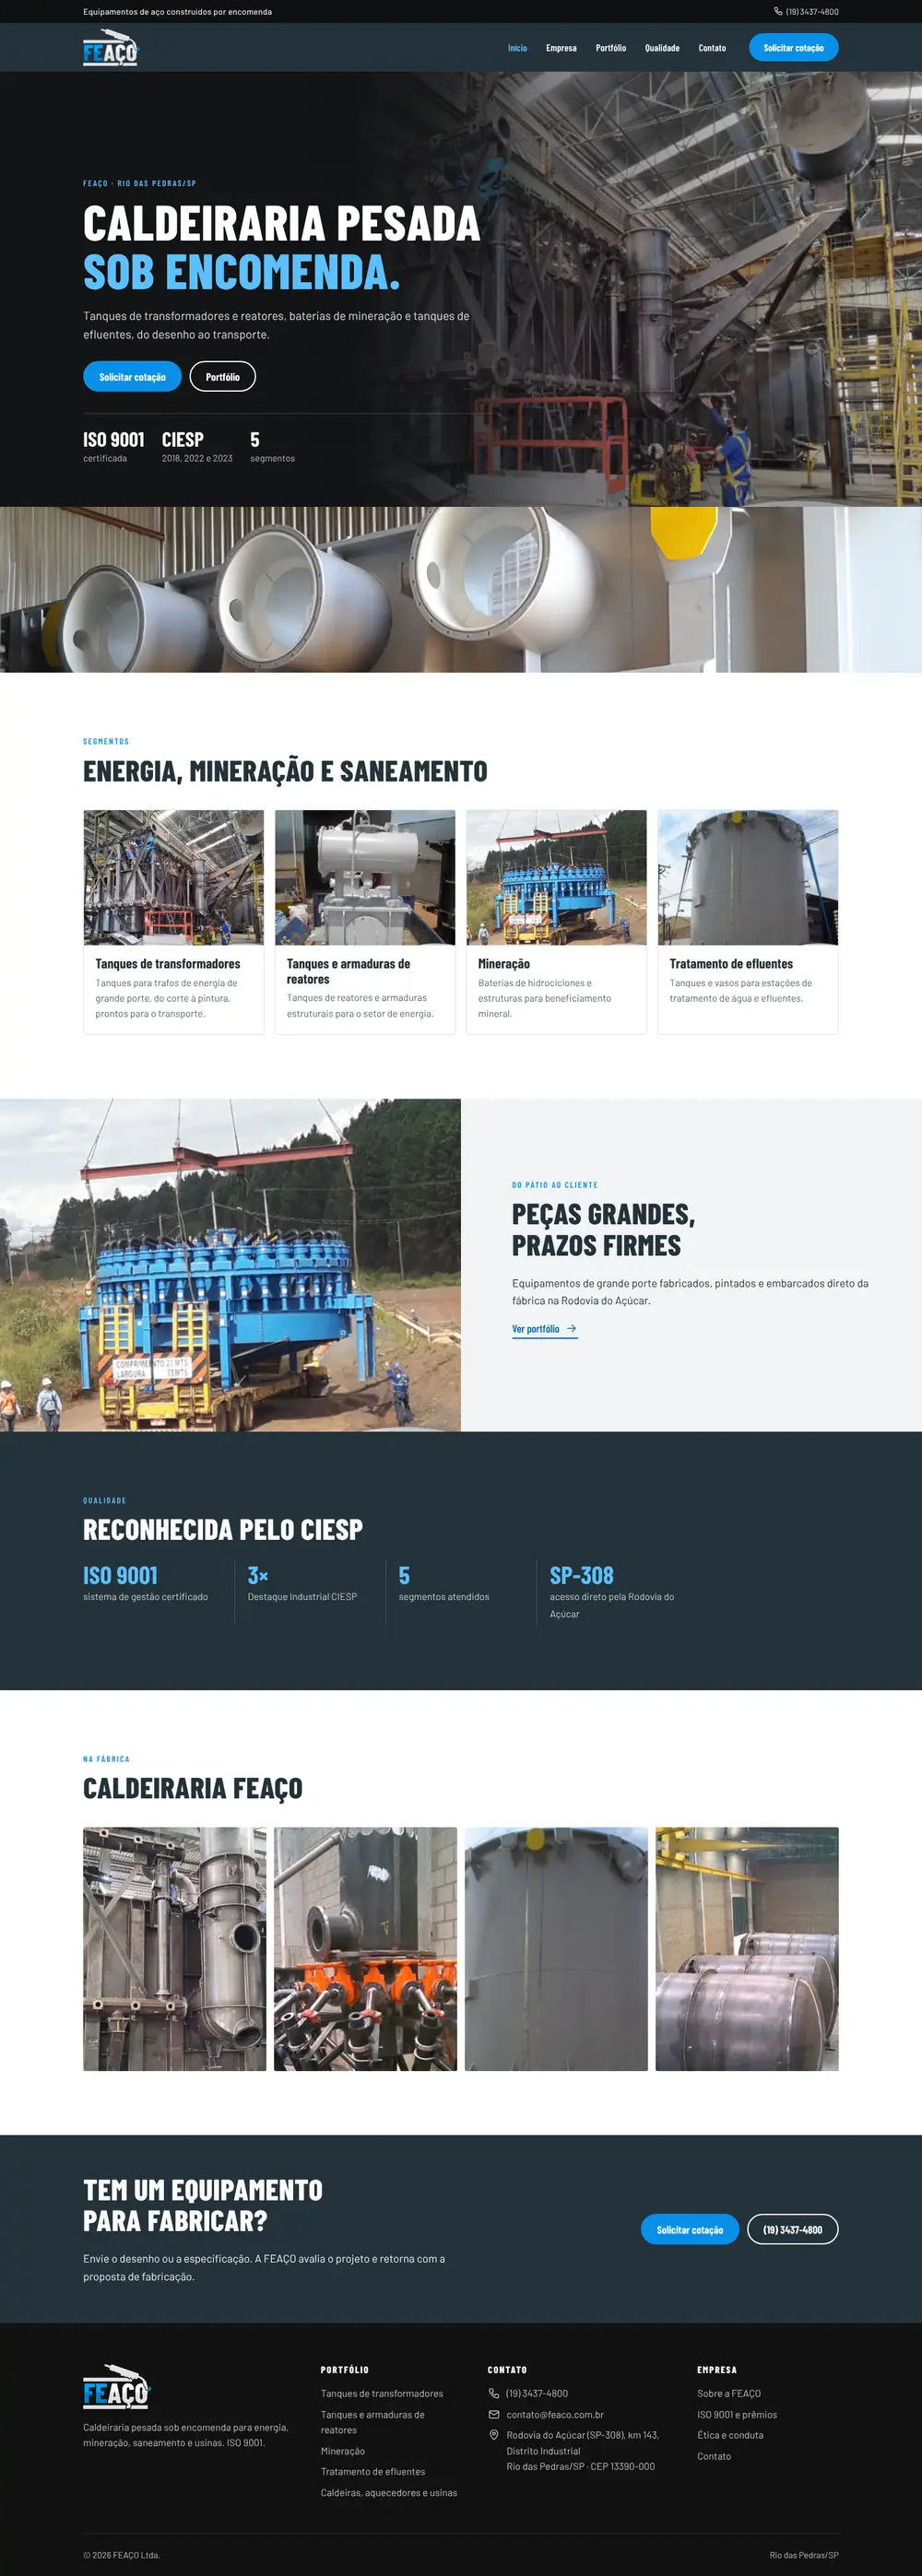 Equipamentos de aço construídos por encomenda
(19) 3437-4800
FEAÇO
Início
Empresa
Portfólio
Qualidade
Contato
Solicitar cotação
FEAÇO · RIO DAS PEDRAS/SP
CALDEIRARIA PESADA
SOB ENCOMENDA.
Tanques de transformadores e reatores, baterias de mineração e tanques de
efluentes, do desenho ao transporte.
Solicitar cotação
Portfólio
ISO 9001
certificada
CIESP
2018, 2022 e 2023
5
segmentos
SEGMENTOS
ENERGIA, MINERAÇÃO E SANEAMENTO
Tanques de transformadores
Tanques para trafos de energia de
grande porte, do corte à pintura,
prontos para o transporte.
Tanques e armaduras de
reatores
Tanques de reatores e armaduras
estruturais para o setor de energia.
Mineração
Baterias de hidrociclones e
estruturas para beneficiamento
mineral.
Tratamento de efluentes
Tanques e vasos para estações de
tratamento de água e efluentes.
COMPRIMENTO 23 MTS
LARGURA
DO PÁTIO AO CLIENTE
PEÇAS GRANDES,
PRAZOS FIRMES
Equipamentos de grande porte fabricados, pintados e embarcados direto da
fábrica na Rodovia do Açúcar.
Ver portfólio
QUALIDADE
RECONHECIDA PELO CIESP
ISO 9001
sistema de gestão certificado
3×
Destaque Industrial CIESP
5
segmentos atendidos
SP-308
acesso direto pela Rodovia do
Açúcar
NA FÁBRICA
CALDEIRARIA FEAÇO
TEM UM EQUIPAMENTO
PARA FABRICAR?
Envie o desenho ou a especificação. A FEAÇO avalia o projeto e retorna com a
proposta de fabricação.
Solicitar cotação
(19) 3437-4800
FEAÇO
Caldeiraria pesada sob encomenda para energia,
mineração, saneamento e usinas. ISO 9001.
PORTFÓLIO
Tanques de transformadores
Tanques e armaduras de
reatores
Mineração
Tratamento de efluentes
Caldeiras, aquecedores e usinas
CONTATO
(19) 3437-4800
contato@feaco.com.br
Rodovia do Açúcar (SP-308), km 143,
Distrito Industrial
Rio das Pedras/SP · CEP 13390-000
EMPRESA
Sobre a FEAÇO
ISO 9001 e prêmios
Ética e conduta
Contato
© 2026 FEAÇO Ltda.
Rio das Pedras/SP